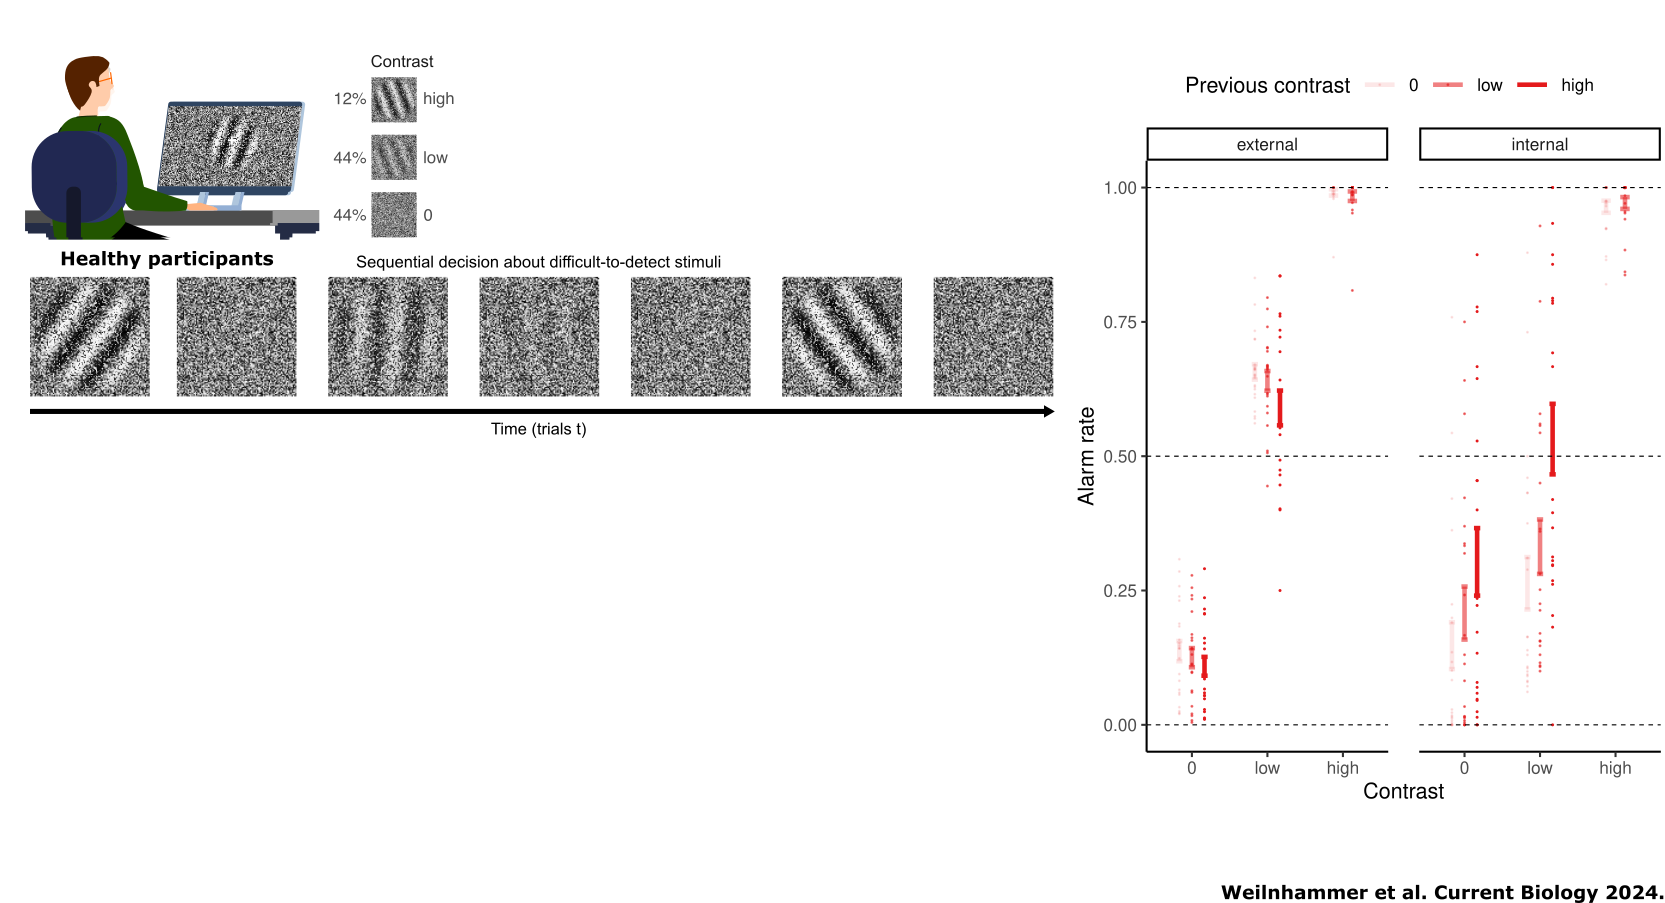 Contrast
12% high
44% low
44% 0
Healthy participants
Sequential decision about difficult-to-detect stimuli
Time (trials t)
Previous contrast 0 low high
external internal
Alarm rate
1.00
0.75
0.50
0.25
0.00
0 low high 0 low high
Contrast
Weilnhammer et al. Current Biology 2024.